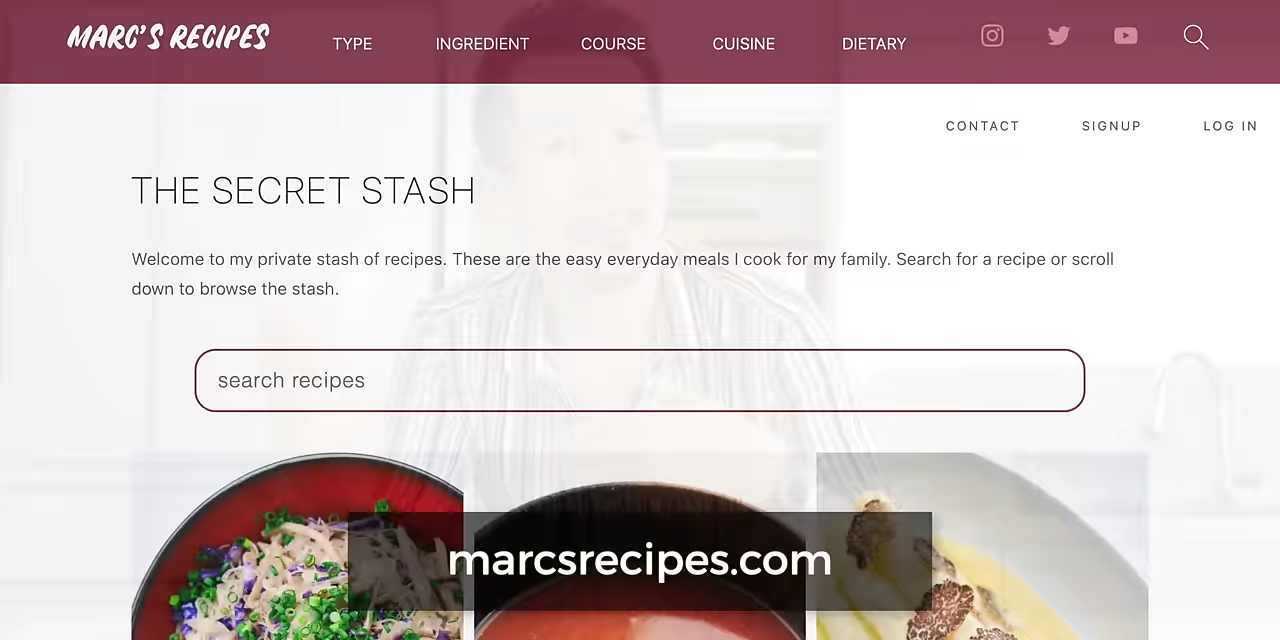 MARC'S RECIPES
TYPE
INGREDIENT
COURSE
CUISINE
DIETARY
CONTACT
SIGNUP
LOG IN
THE SECRET STASH
Welcome to my private stash of recipes. These are the easy everyday meals I cook for my family. Search for a recipe or scroll
down to browse the stash.
search recipes
marcsrecipes.com